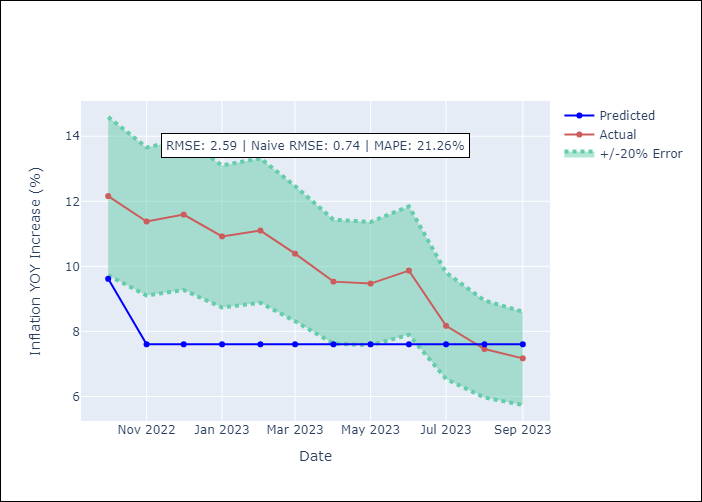 RMSE: 2.59 | Naive RMSE: 0.74 | MAPE: 21.26%
Predicted
Actual
+/-20% Error
Inflation YOY Increase (%)
14
12
10
8
6
Nov 2022 Jan 2023 Mar 2023 May 2023 Jul 2023 Sep 2023
Date